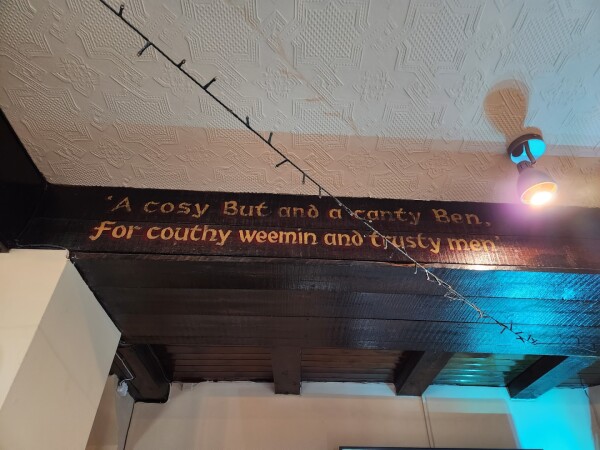 'A cosy But and a canty Ben,
For couthy weemin and trusty men'